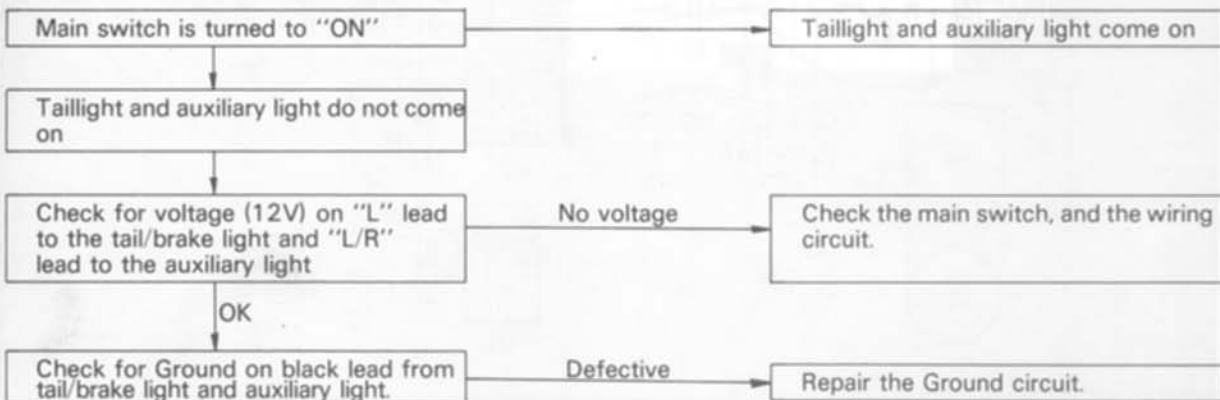 Main switch is turned to "ON"
Taillight and auxiliary light come on
Taillight and auxiliary light do not come
on
Check for voltage (12V) on "L" lead
to the tail/brake light and "L/R"
lead to the auxiliary light
No voltage
Check the main switch, and the wiring
circuit.
OK
Check for Ground on black lead from
tail/brake light and auxiliary light.
Defective
Repair the Ground circuit.